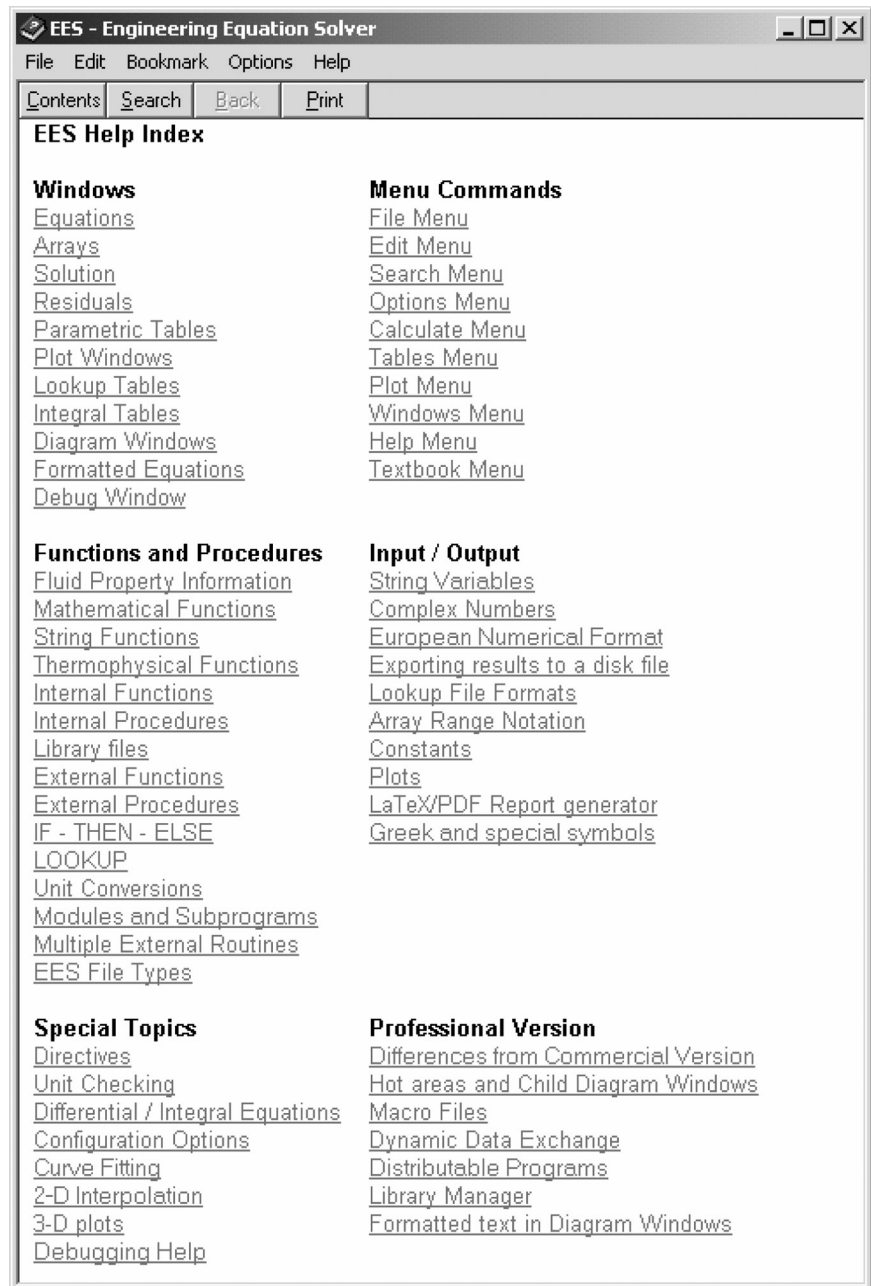 EES - Engineering Equation Solver
File Edit Bookmark Options Help
Contents Search Back Print
EES Help Index
Windows
Equations
Arrays
Solution
Residuals
Parametric Tables
Plot Windows
Lookup Tables
Integral Tables
Diagram Windows
Formatted Equations
Debug Window
Menu Commands
File Menu
Edit Menu
Search Menu
Options Menu
Calculate Menu
Tables Menu
Plot Menu
Windows Menu
Help Menu
Textbook Menu
Functions and Procedures
Fluid Property Information
Mathematical Functions
String Functions
Thermophysical Functions
Internal Functions
Internal Procedures
Library files
External Functions
External Procedures
IF - THEN - ELSE
LOOKUP
Unit Conversions
Modules and Subprograms
Multiple External Routines
EES File Types
Input / Output
String Variables
Complex Numbers
European Numerical Format
Exporting results to a disk file
Lookup File Formats
Array Range Notation
Constants
Plots
LaTeX/PDF Report generator
Greek and special symbols
Special Topics
Directives
Unit Checking
Differential / Integral Equations
Configuration Options
Curve Fitting
2-D Interpolation
3-D plots
Debugging Help
Professional Version
Differences from Commercial Version
Hot areas and Child Diagram Windows
Macro Files
Dynamic Data Exchange
Distributable Programs
Library Manager
Formatted text in Diagram Windows